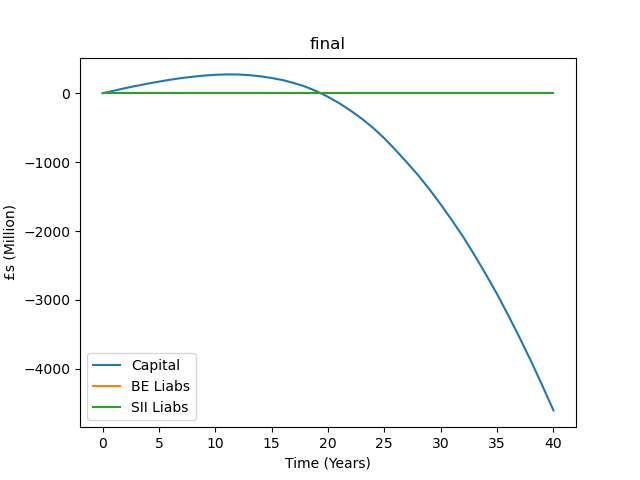 final
£s (Million)
0
−1000
−2000
−3000
−4000
Capital
BE Liabs
SII Liabs
0 5 10 15 20 25 30 35 40
Time (Years)